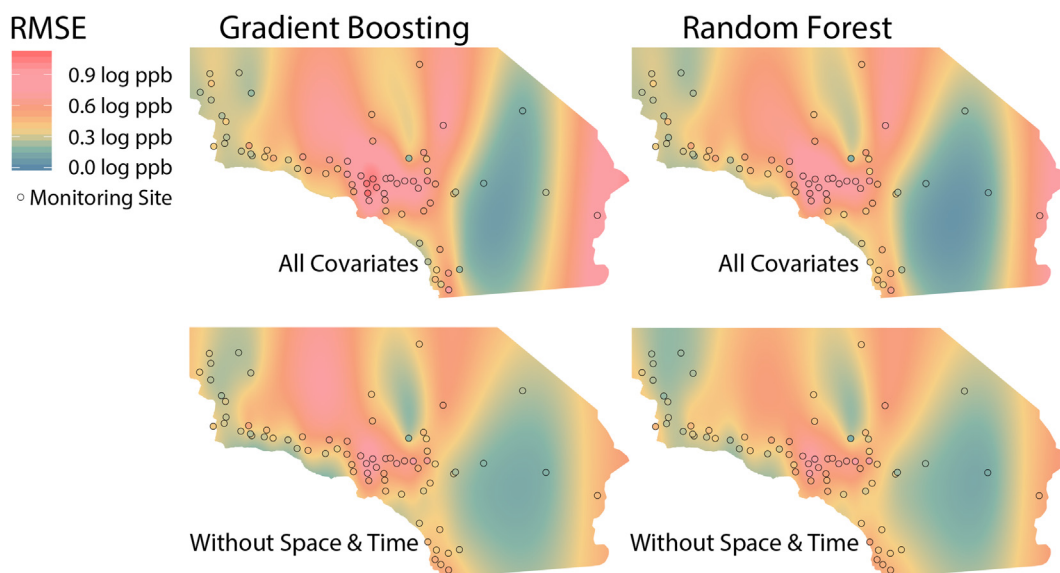 RMSE
0.9 log ppb
0.6 log ppb
0.3 log ppb
0.0 log ppb
Monitoring Site
Gradient Boosting
Random Forest
All Covariates
All Covariates
Without Space & Time
Without Space & Time